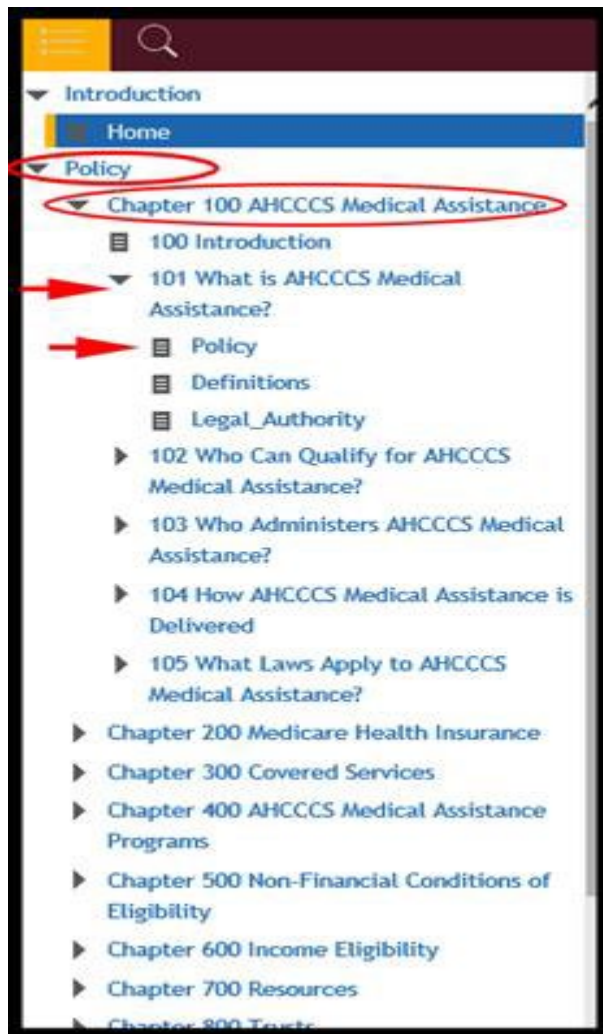 Introduction
Home
Policy
Chapter 100 AHCCCS Medical Assistance
100 Introduction
101 What is AHCCCS Medical
Assistance?
Policy
Definitions
Legal_Authority
102 Who Can Qualify for AHCCCS
Medical Assistance?
103 Who Administers AHCCCS Medical
Assistance?
104 How AHCCCS Medical Assistance is
Delivered
105 What Laws Apply to AHCCCS
Medical Assistance?
Chapter 200 Medicare Health Insurance
Chapter 300 Covered Services
Chapter 400 AHCCCS Medical Assistance
Programs
Chapter 500 Non-Financial Conditions of
Eligibility
Chapter 600 Income Eligibility
Chapter 700 Resources
Chapter 800 Trusts